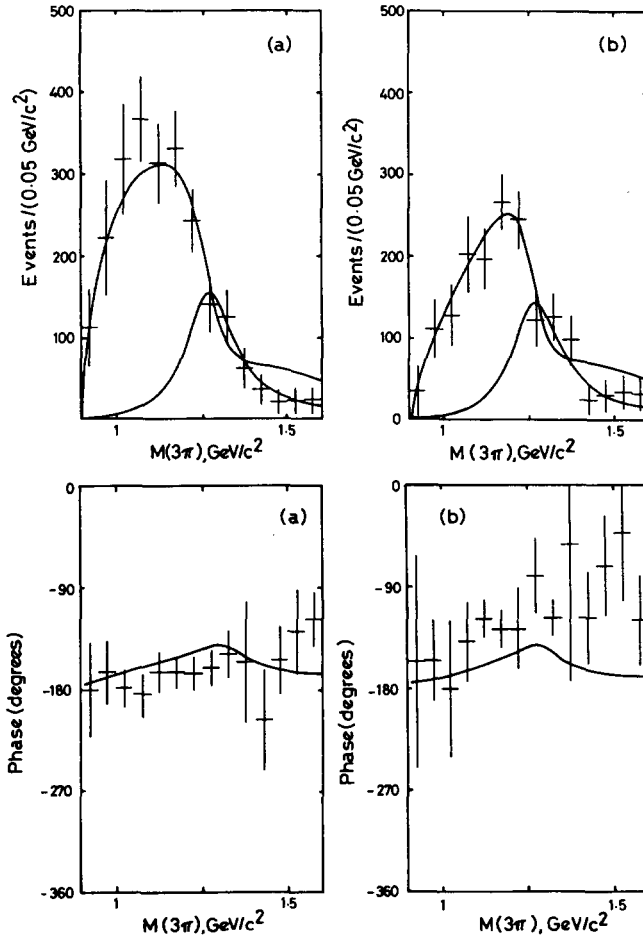 500
400
300
200
100
0
Events/(0·05 GeV/c²)
(a)
1
1·5
M(3π),GeV/c²
500
400
300
200
100
0
Events/(0·05 GeV/c²)
(b)
1
1·5
M(3π),GeV/c²
0
-90
-180
-270
-360
Phase(degrees)
(a)
1
1·5
M(3π),GeV/c²
0
-90
-180
-270
-360
Phase(degrees)
(b)
1
1·5
M(3π), GeV/c²